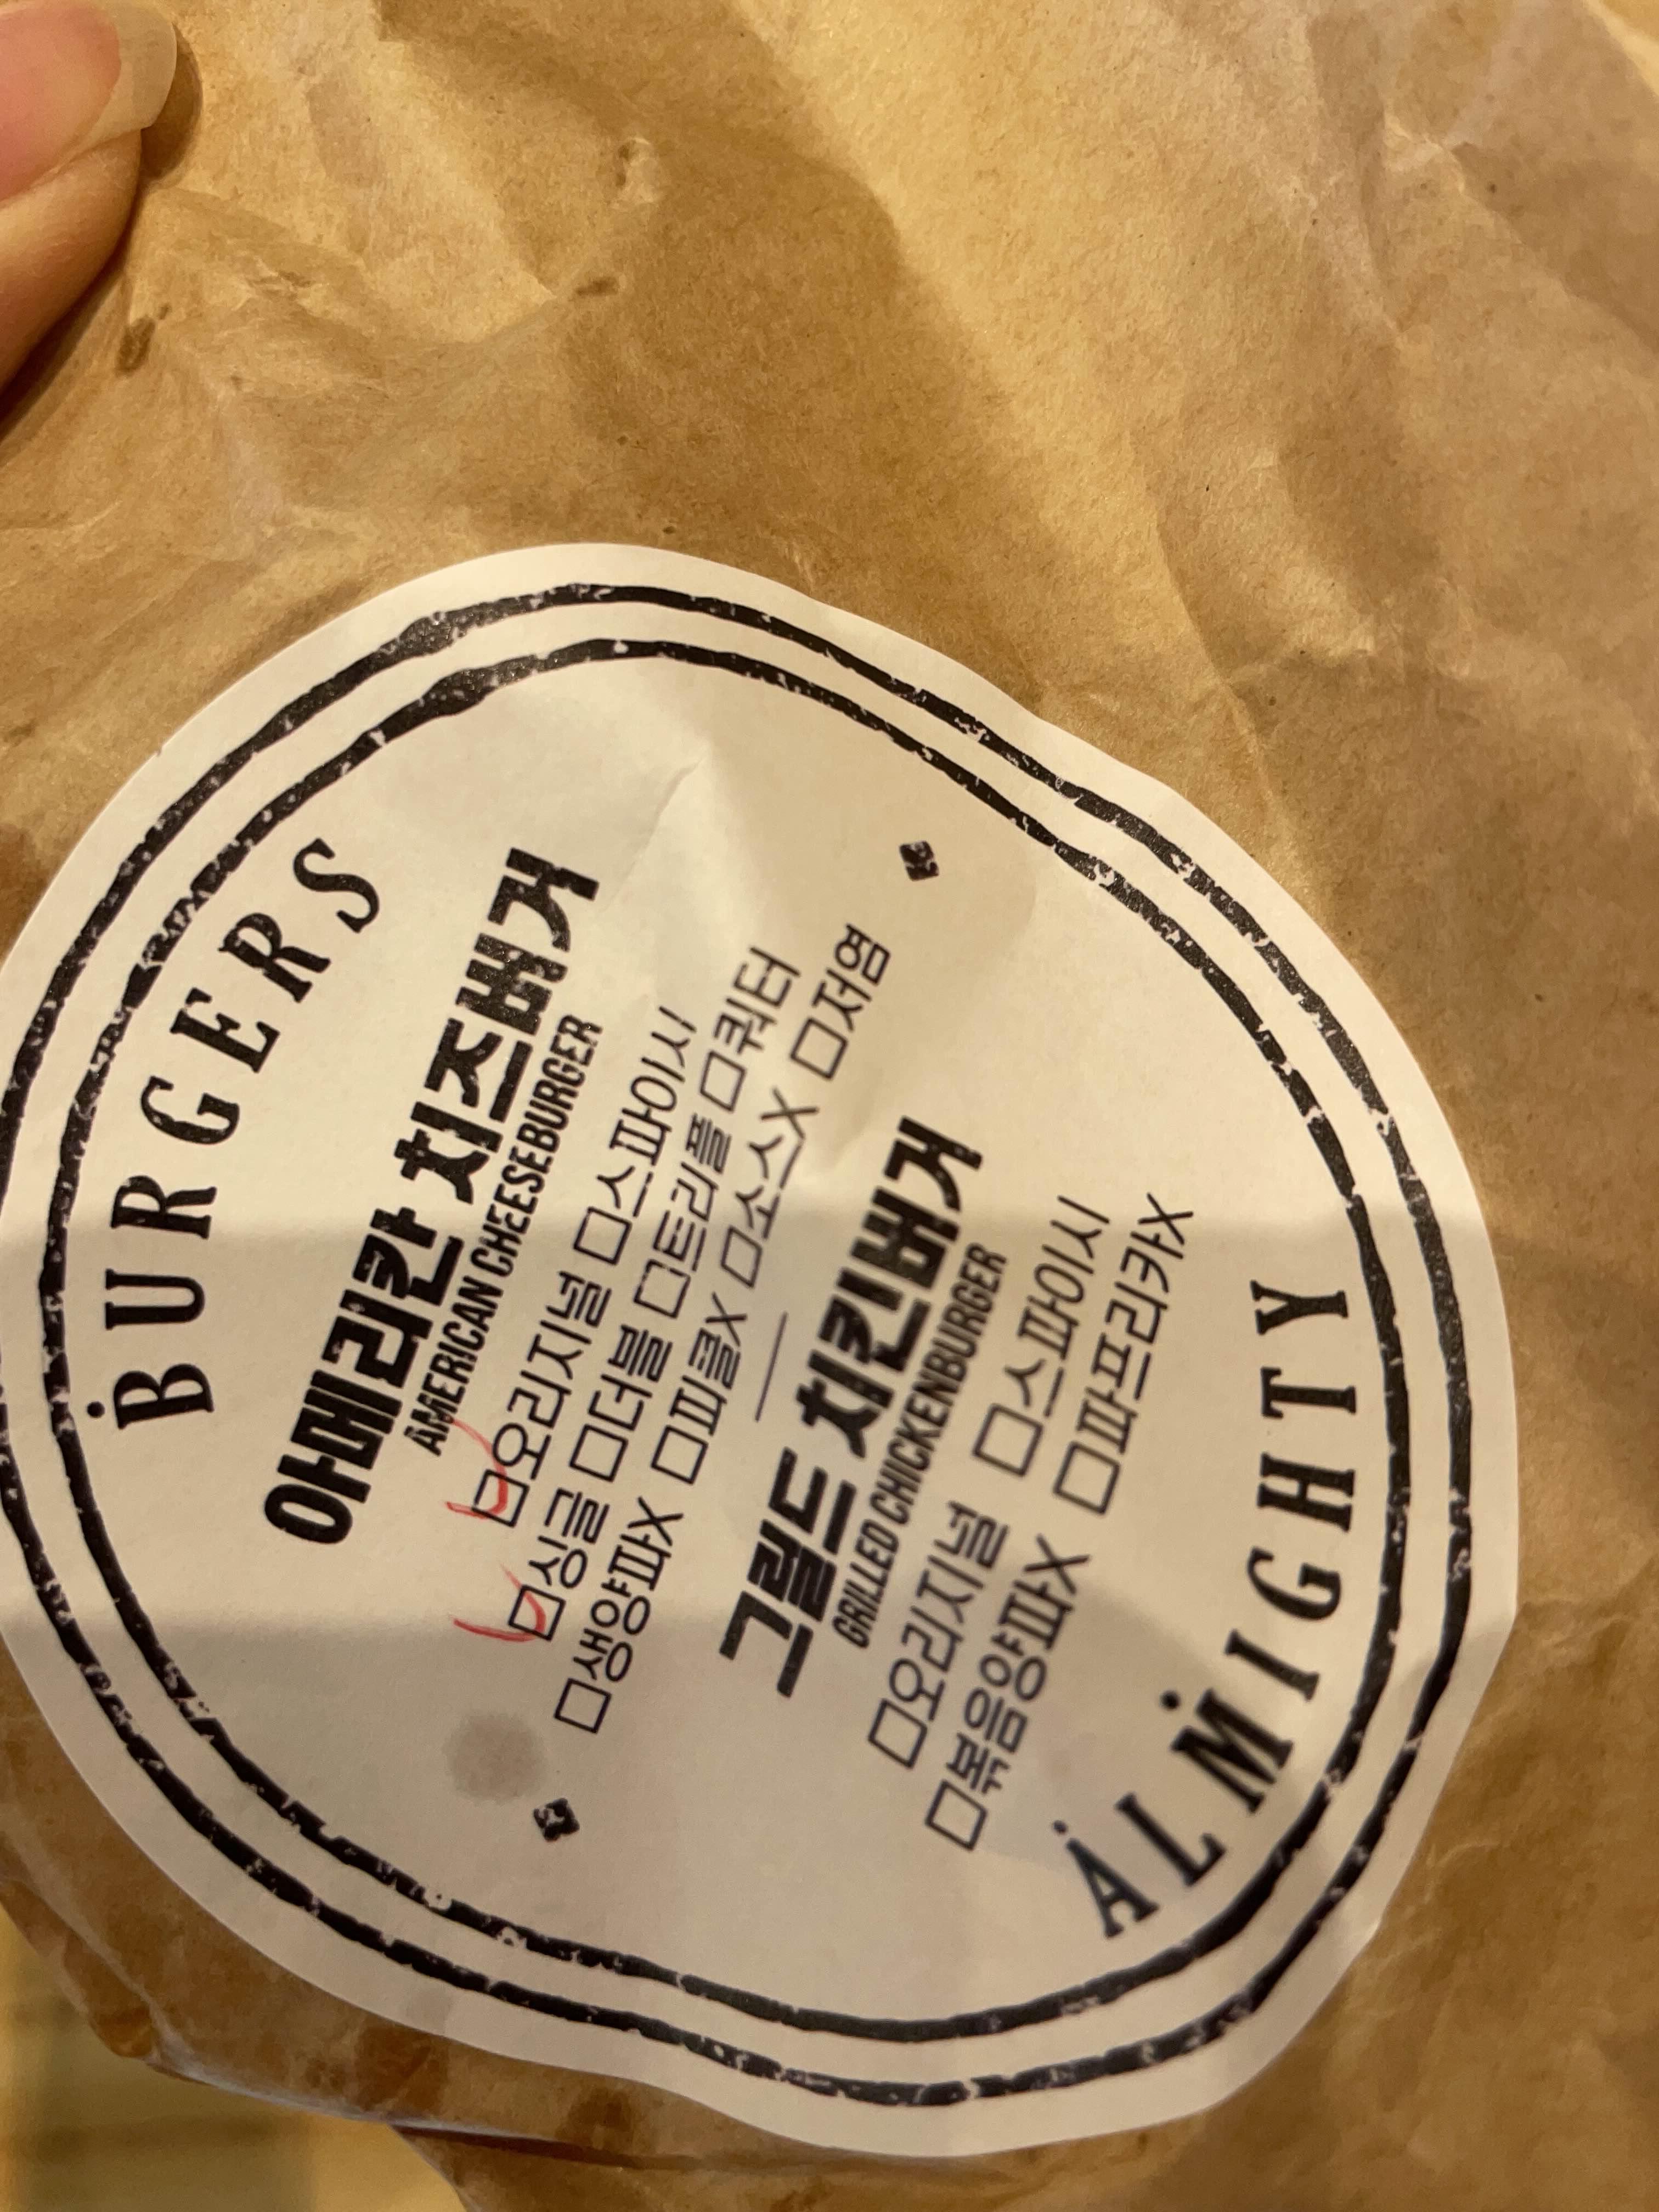 BURGERS
아메리칸 치즈버거
AMERICAN CHEESEBURGER
□오리지널 □스파이시
□싱글 □더블 □트리플 □쿼터
□생양파X □피클X □소스X □저염
그릴드 치킨버거
GRILLED CHICKENBURGER
□오리지널 □스파이시
□볶음양파X □파프리카X
ALMIGHTY